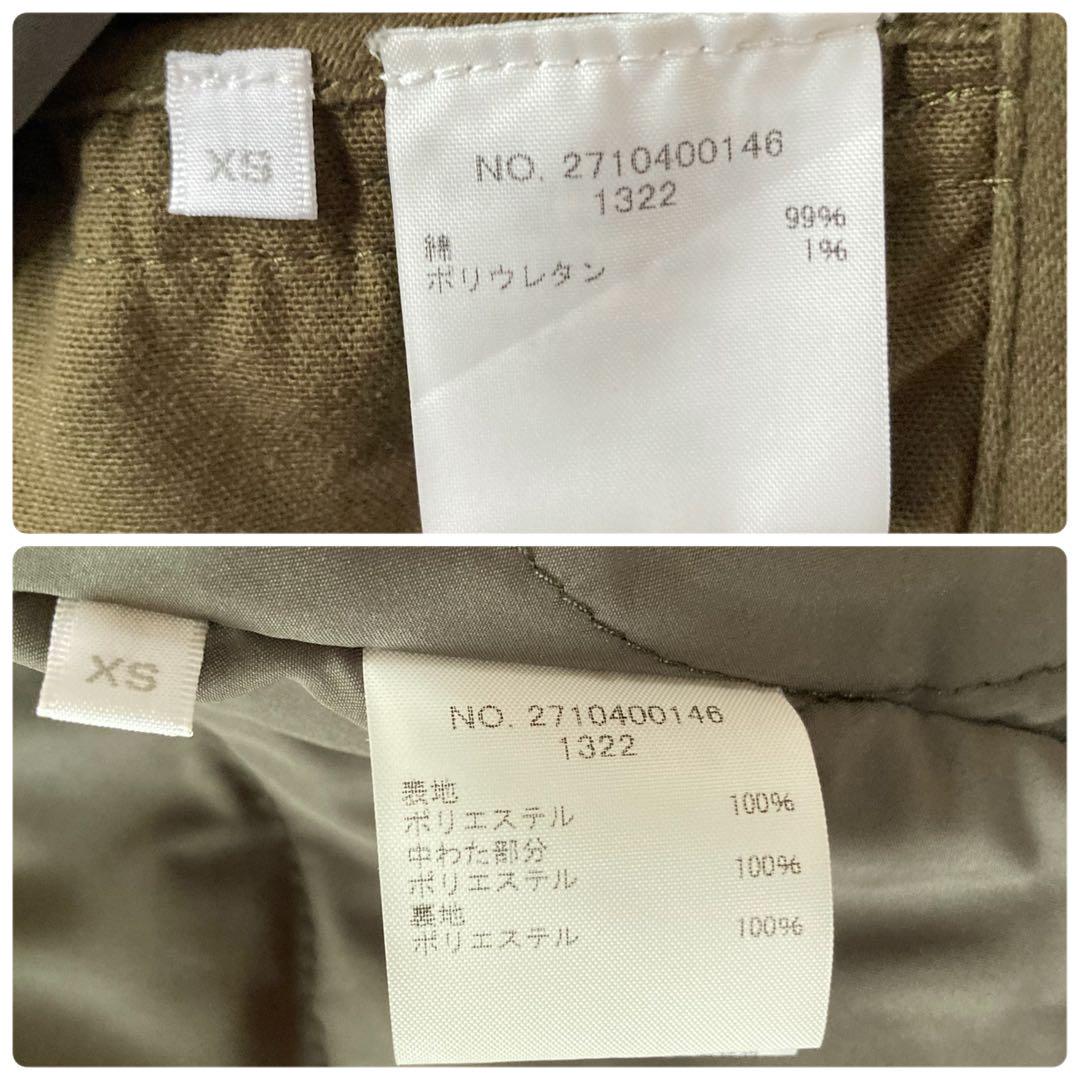 XS
NO. 2710400146
1322
綿 99%
ポリウレタン 1%
XS
NO. 2710400146
1322
表地
ポリエステル 100%
中わた部分
ポリエステル 100%
裏地
ポリエステル 100%